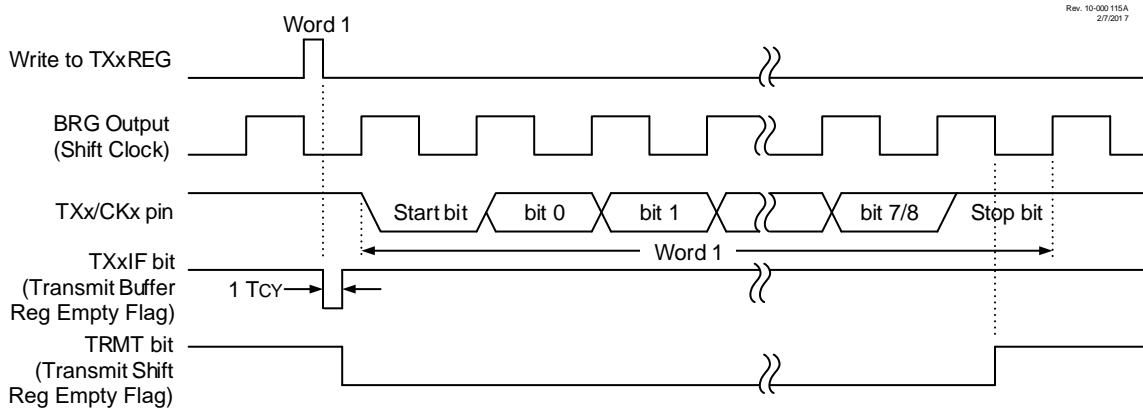 Rev. 10-000 115A
2/7/201 7
Word 1
Write to TXxREG
BRG Output
(Shift Clock)
TXx/CKx pin
Start bit
bit 0
bit 1
bit 7/8
Stop bit
Word 1
TXxIF bit
(Transmit Buffer
Reg Empty Flag)
1 TCY
TRMT bit
(Transmit Shift
Reg Empty Flag)